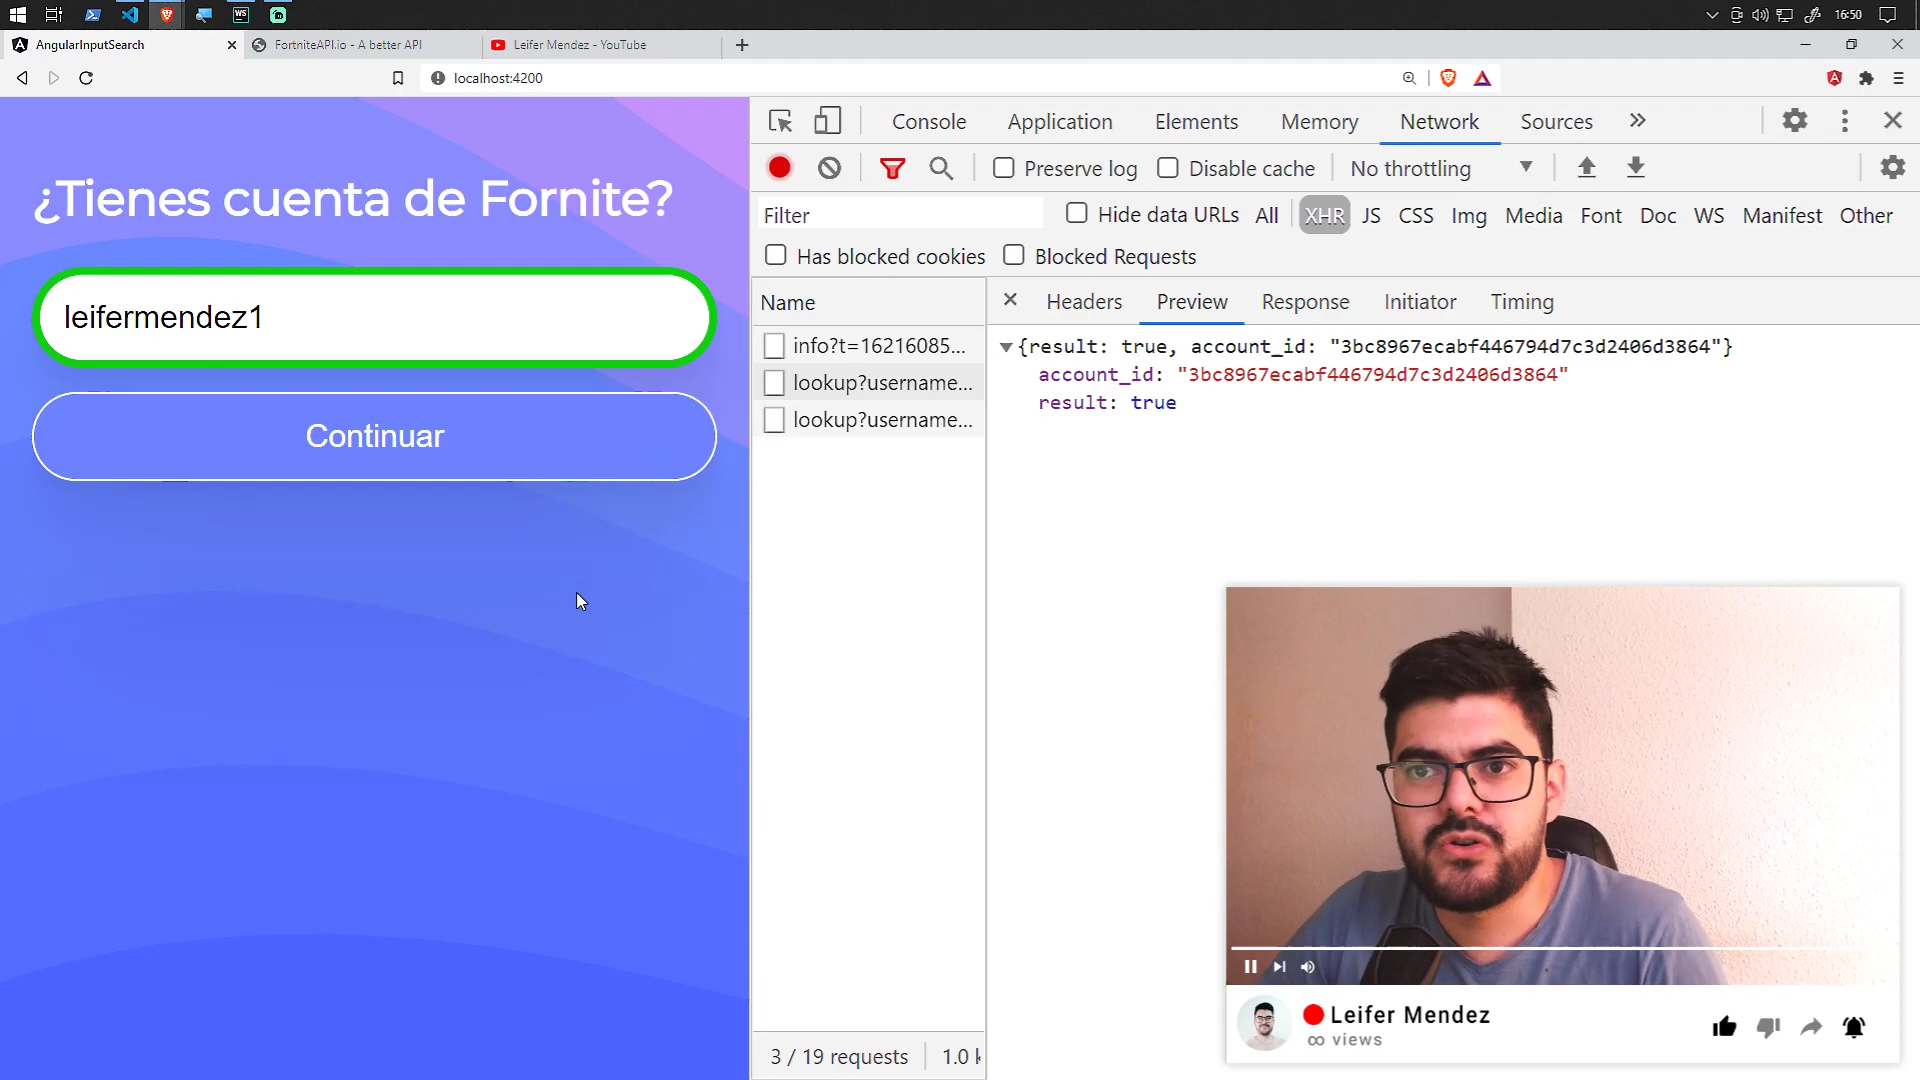 16:50
AngularInputSearch
FortniteAPI.io - A better API
Leifer Mendez - YouTube
localhost:4200
¿Tienes cuenta de Fornite?
leifermendez1
Continuar
Console Application Elements Memory Network Sources
Preserve log Disable cache No throttling
Filter Hide data URLs All XHR JS CSS Img Media Font Doc WS Manifest Other
Has blocked cookies Blocked Requests
Name
info?t=16216085...
lookup?username...
lookup?username...
Headers Preview Response Initiator Timing
{result: true, account_id: "3bc8967ecabf446794d7c3d2406d3864"}
account_id: "3bc8967ecabf446794d7c3d2406d3864"
result: true
3 / 19 requests 1.0 k
Leifer Mendez
∞ views